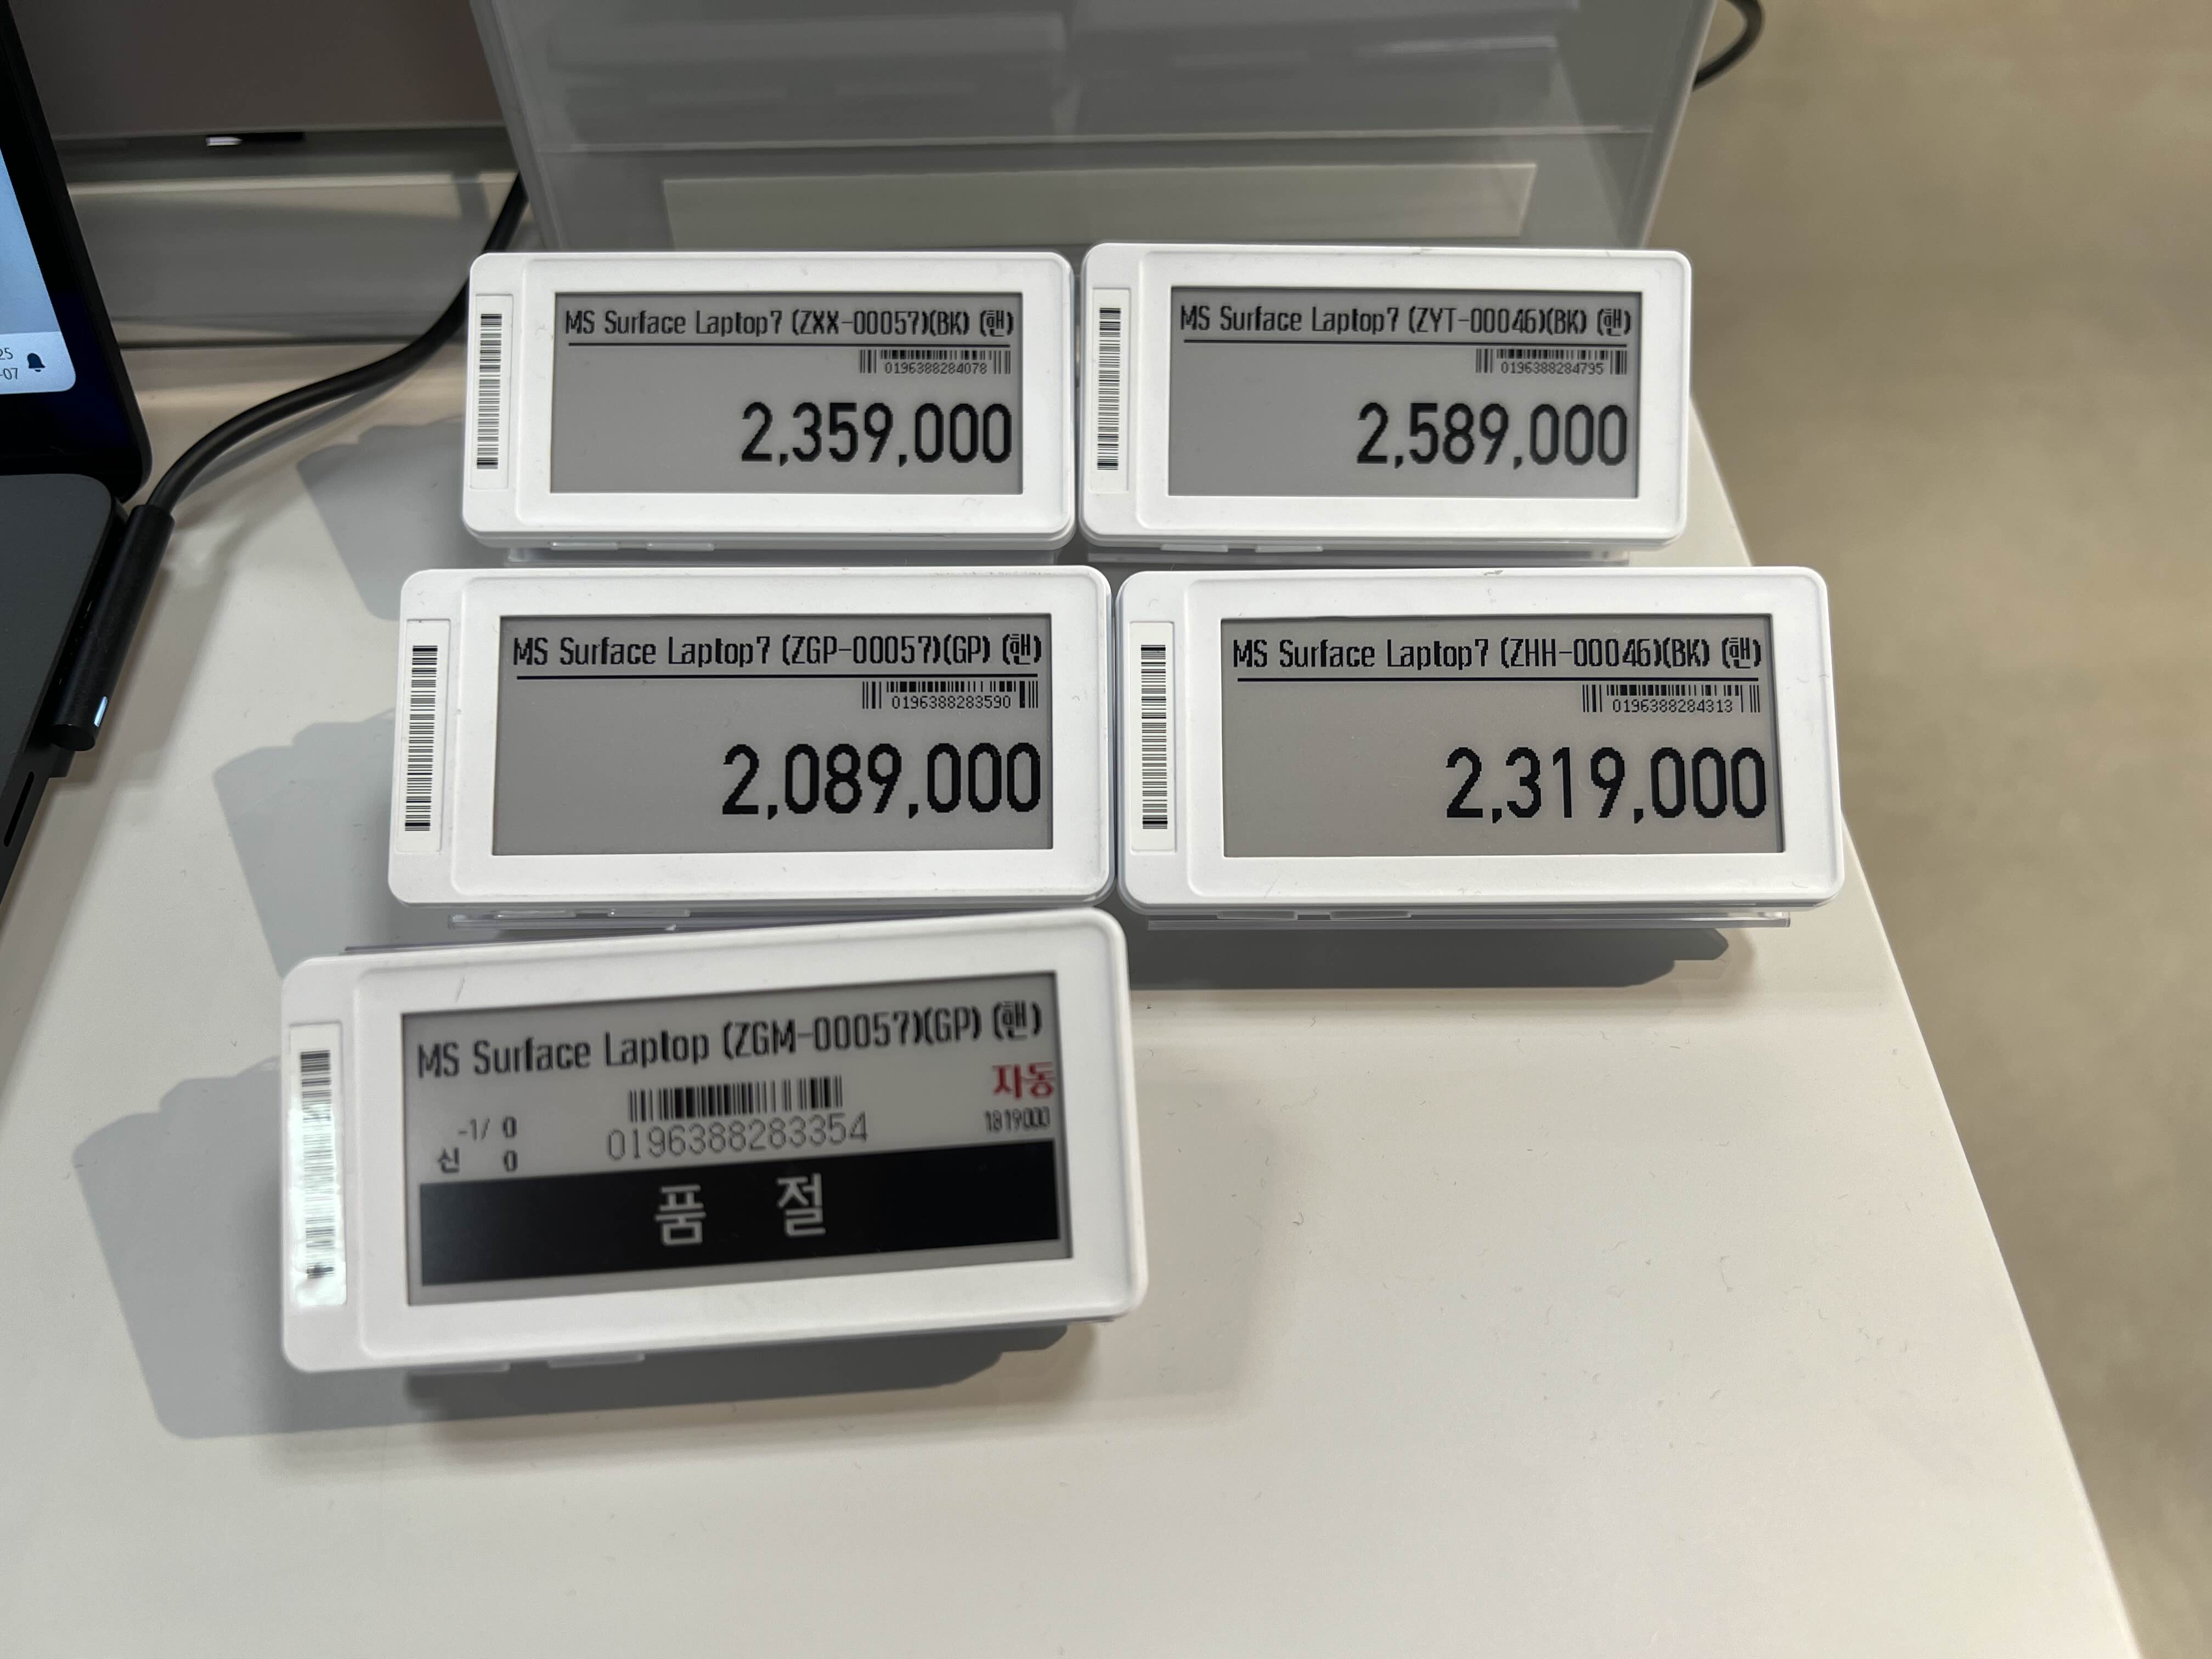 25
-07
MS Surface Laptop7 (ZXX-00057)(BK) (핸)
0196388284078
2,359,000
MS Surface Laptop7 (ZYT-00046)(BK) (핸)
0196388284795
2,589,000
MS Surface Laptop7 (ZGP-00057)(GP) (핸)
0196388283590
2,089,000
MS Surface Laptop7 (ZHH-00046)(BK) (핸)
0196388284313
2,319,000
MS Surface Laptop (ZGM-00057)(GP) (핸)
자동
-1/ 0
0196388283354
1819000
신 0
품 절